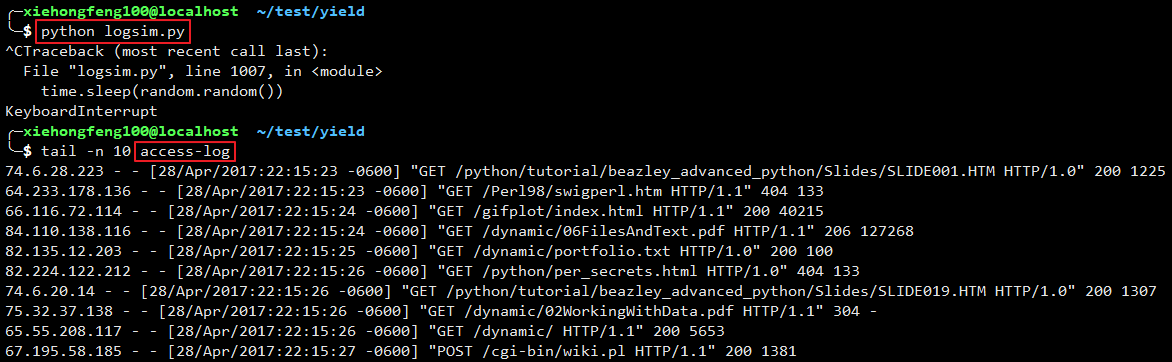 ╭─xiehongfeng100@localhost ~/test/yield
╰─$ python logsim.py
^CTraceback (most recent call last):
  File "logsim.py", line 1007, in <module>
    time.sleep(random.random())
KeyboardInterrupt
╭─xiehongfeng100@localhost ~/test/yield
╰─$ tail -n 10 access-log
74.6.28.223 - - [28/Apr/2017:22:15:23 -0600] "GET /python/tutorial/beazley_advanced_python/Slides/SLIDE001.HTM HTTP/1.0" 200 1225
64.233.178.136 - - [28/Apr/2017:22:15:23 -0600] "GET /Perl98/swigperl.htm HTTP/1.1" 404 133
66.116.72.114 - - [28/Apr/2017:22:15:24 -0600] "GET /gifplot/index.html HTTP/1.1" 200 40215
84.110.138.116 - - [28/Apr/2017:22:15:24 -0600] "GET /dynamic/06FilesAndText.pdf HTTP/1.1" 206 127268
82.135.12.203 - - [28/Apr/2017:22:15:25 -0600] "GET /dynamic/portfolio.txt HTTP/1.0" 200 100
82.224.122.212 - - [28/Apr/2017:22:15:26 -0600] "GET /python/per_secrets.html HTTP/1.0" 404 133
74.6.20.14 - - [28/Apr/2017:22:15:26 -0600] "GET /python/tutorial/beazley_advanced_python/Slides/SLIDE019.HTM HTTP/1.0" 200 1307
75.32.37.138 - - [28/Apr/2017:22:15:26 -0600] "GET /dynamic/02WorkingWithData.pdf HTTP/1.1" 304 -
65.55.208.117 - - [28/Apr/2017:22:15:26 -0600] "GET /dynamic/ HTTP/1.1" 200 5653
67.195.58.185 - - [28/Apr/2017:22:15:27 -0600] "POST /cgi-bin/wiki.pl HTTP/1.1" 200 1381